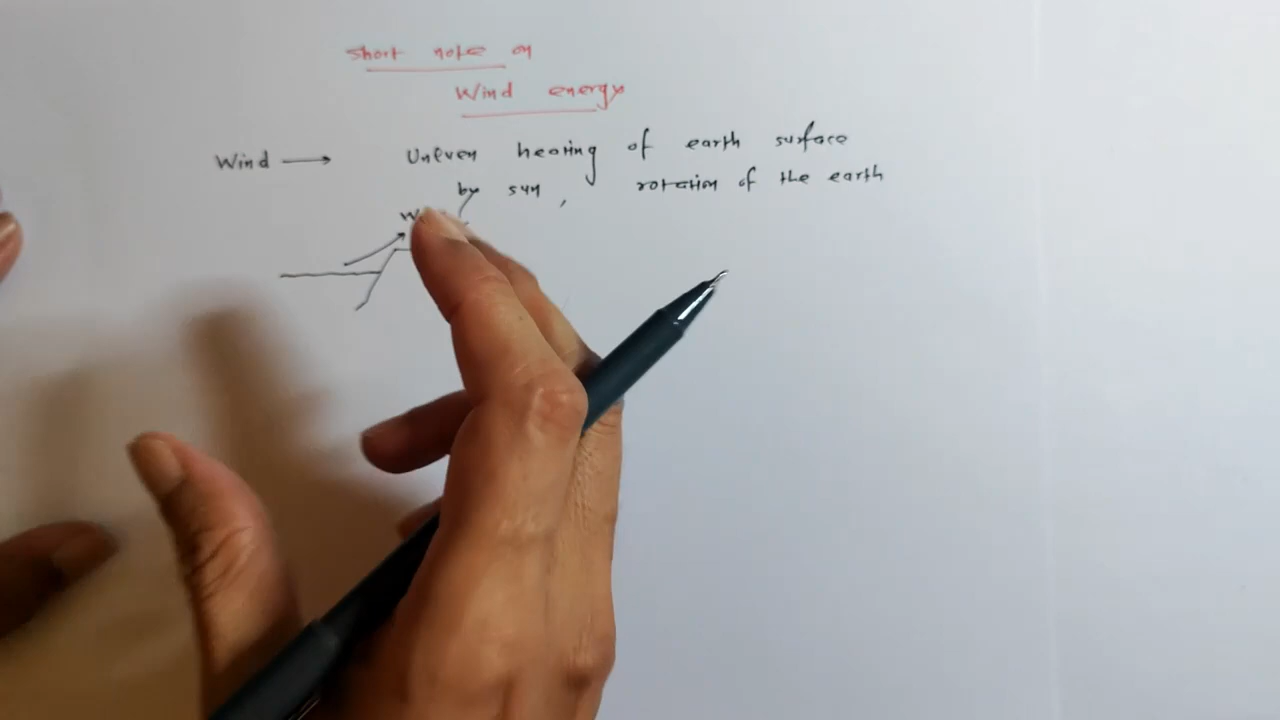 Short note on
Wind energy
Wind → Uneven heating of earth surface
by sun, rotation of the earth